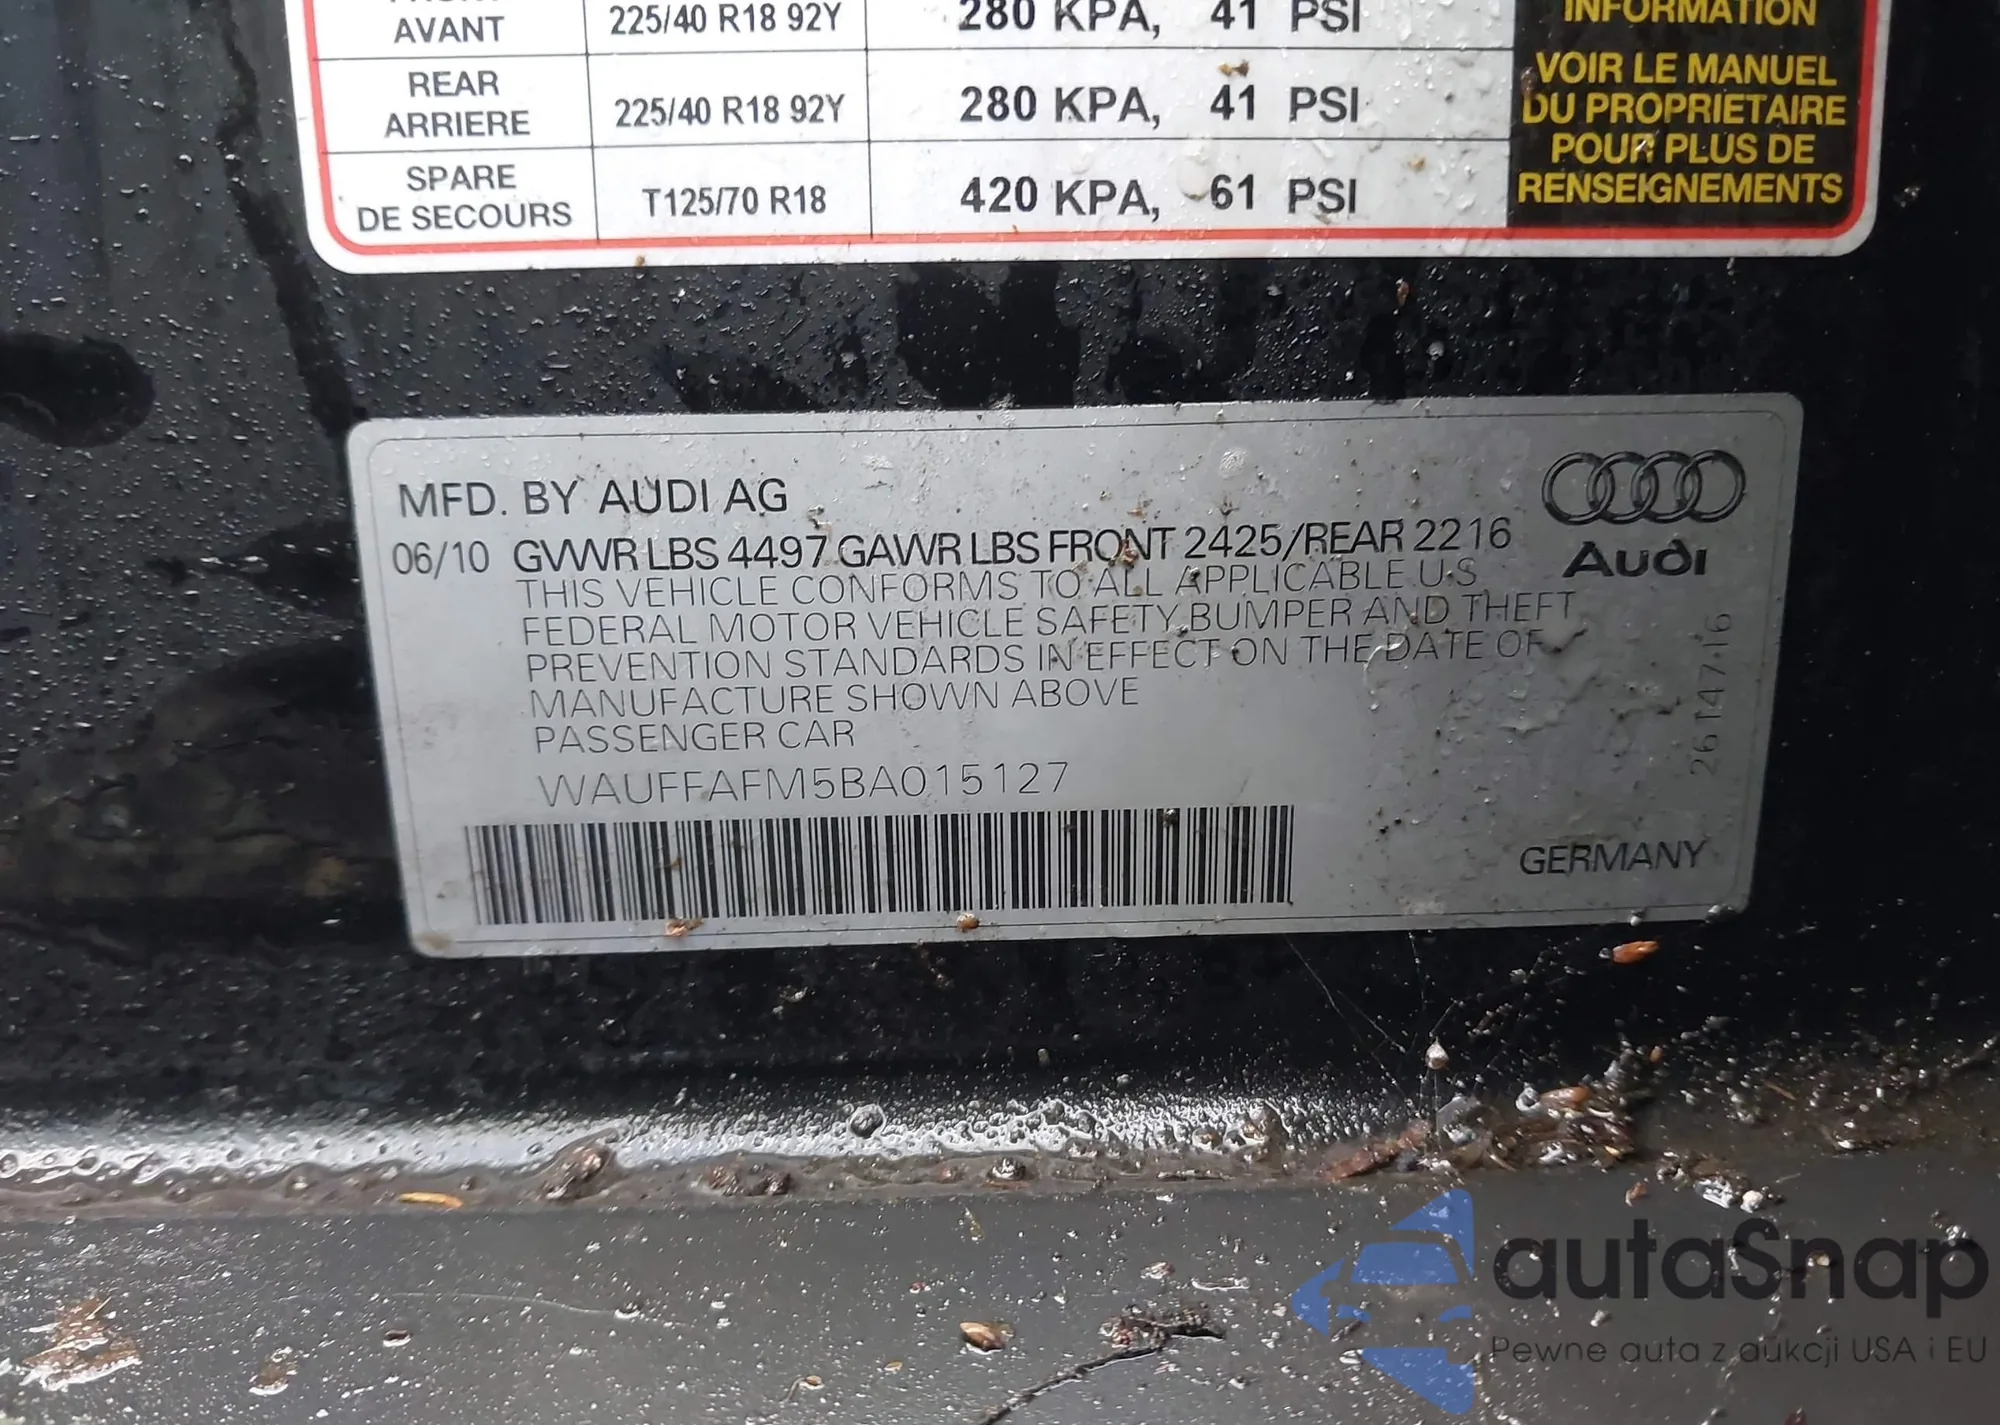 AVANT 225/40 R18 92Y 280 KPA, 41 PSI
INFORMATION
REAR
ARRIERE 225/40 R18 92Y 280 KPA, 41 PSI
SPARE
DE SECOURS T125/70 R18 420 KPA, 61 PSI
VOIR LE MANUEL
DU PROPRIETAIRE
POUR PLUS DE
RENSEIGNEMENTS
MFD. BY AUDI AG
06/10 GVWR LBS 4497 GAWR LBS FRONT 2425/REAR 2216
THIS VEHICLE CONFORMS TO ALL APPLICABLE U.S
FEDERAL MOTOR VEHICLE SAFETY BUMPER AND THEFT
PREVENTION STANDARDS IN EFFECT ON THE DATE OF
MANUFACTURE SHOWN ABOVE
PASSENGER CAR
WAUFFAFM5BA015127
Audi
2614716
GERMANY
autaSnap
Pewne auta z aukcji USA i EU